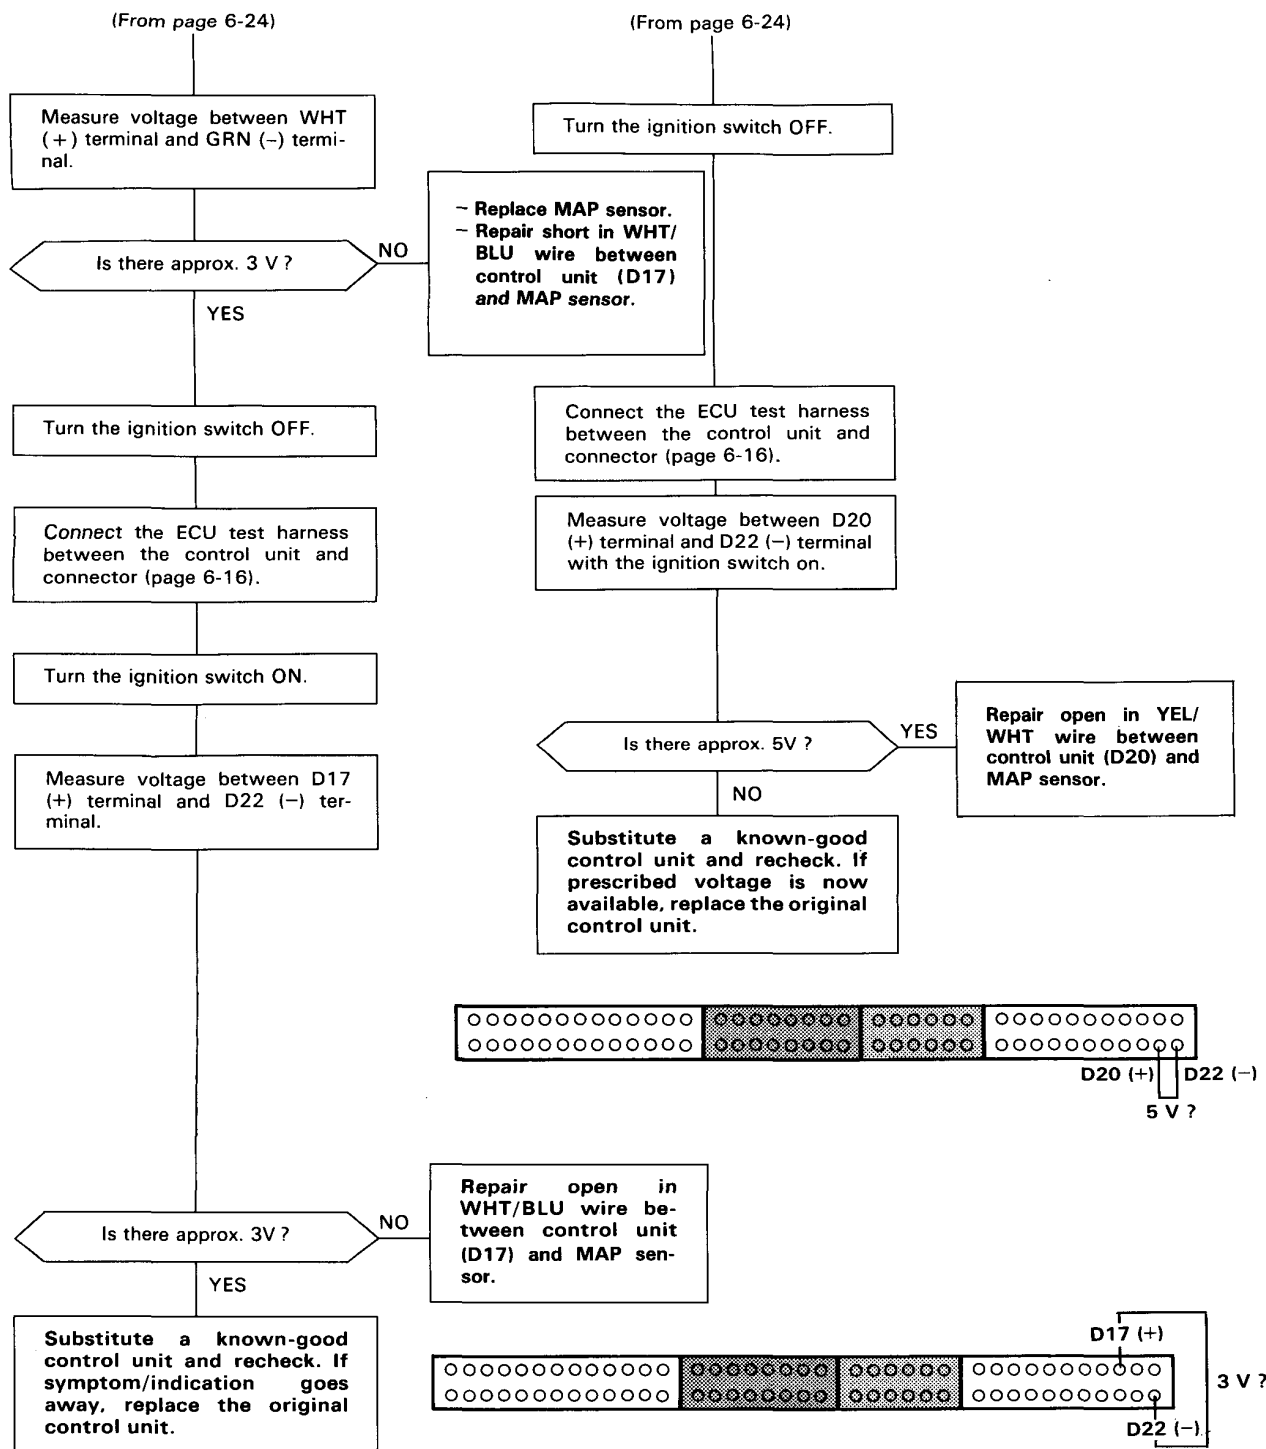 (From page 6-24)
Measure voltage between WHT
(+) terminal and GRN (−) termi-
nal.
Is there approx. 3 V ?
NO
− Replace MAP sensor.
− Repair short in WHT/
BLU wire between
control unit (D17)
and MAP sensor.
YES
Turn the ignition switch OFF.
Connect the ECU test harness
between the control unit and
connector (page 6-16).
Turn the ignition switch ON.
Measure voltage between D17
(+) terminal and D22 (−) ter-
minal.
Is there approx. 3V ?
NO
Repair open in
WHT/BLU wire be-
tween control unit
(D17) and MAP sen-
sor.
YES
Substitute a known-good
control unit and recheck. If
symptom/indication goes
away, replace the original
control unit.
(From page 6-24)
Turn the ignition switch OFF.
Connect the ECU test harness
between the control unit and
connector (page 6-16).
Measure voltage between D20
(+) terminal and D22 (−) terminal
with the ignition switch on.
Is there approx. 5V ?
YES
Repair open in YEL/
WHT wire between
control unit (D20) and
MAP sensor.
NO
Substitute a known-good
control unit and recheck. If
prescribed voltage is now
available, replace the original
control unit.
D20 (+) D22 (−)
5 V ?
D17 (+)
3 V ?
D22 (−)